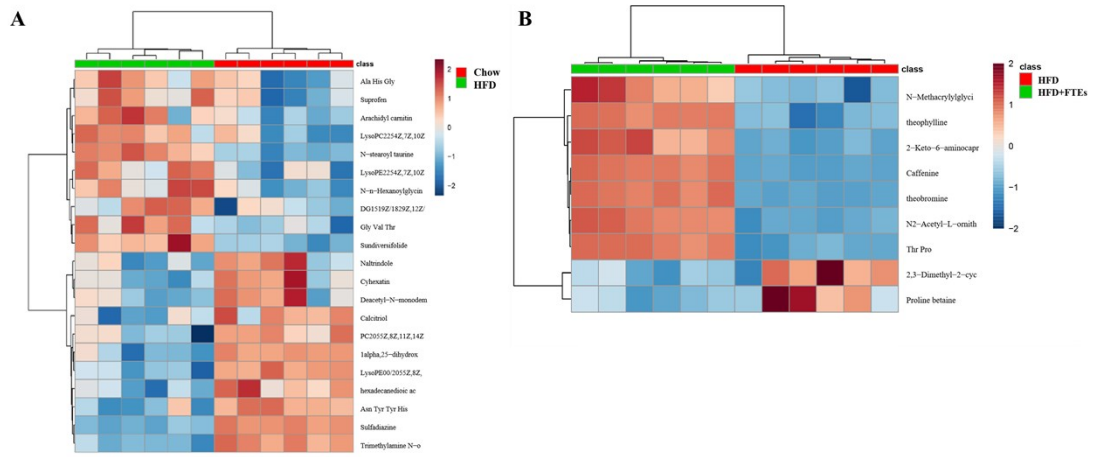 A
class
Ala His Gly
Suprofen
Arachidyl carnitin
LysoPC2254Z,7Z,10Z
N-stearoyl taurine
LysoPE2254Z,7Z,10Z
N-n-Hexanoylglycin
DG1519Z/1829Z,12Z/
Gly Val Thr
Sundiversifolide
Naltrindole
Cyhexatin
Deacetyl-N-monodem
Calcitriol
PC2055Z,8Z,11Z,14Z
1alpha,25-dihydrox
LysoPE00/2055Z,8Z,
hexadecanedioic ac
Asn Tyr Tyr His
Sulfadiazine
Trimethylamine N-o
2
1
0
-1
-2
class
Chow
HFD
B
class
N-Methacrylylglyci
theophylline
2-Keto-6-aminocapr
Caffenine
theobromine
N2-Acetyl-L-ornith
Thr Pro
2,3-Dimethyl-2-cyc
Proline betaine
2
1
0
-1
-2
class
HFD
HFD+FTEs